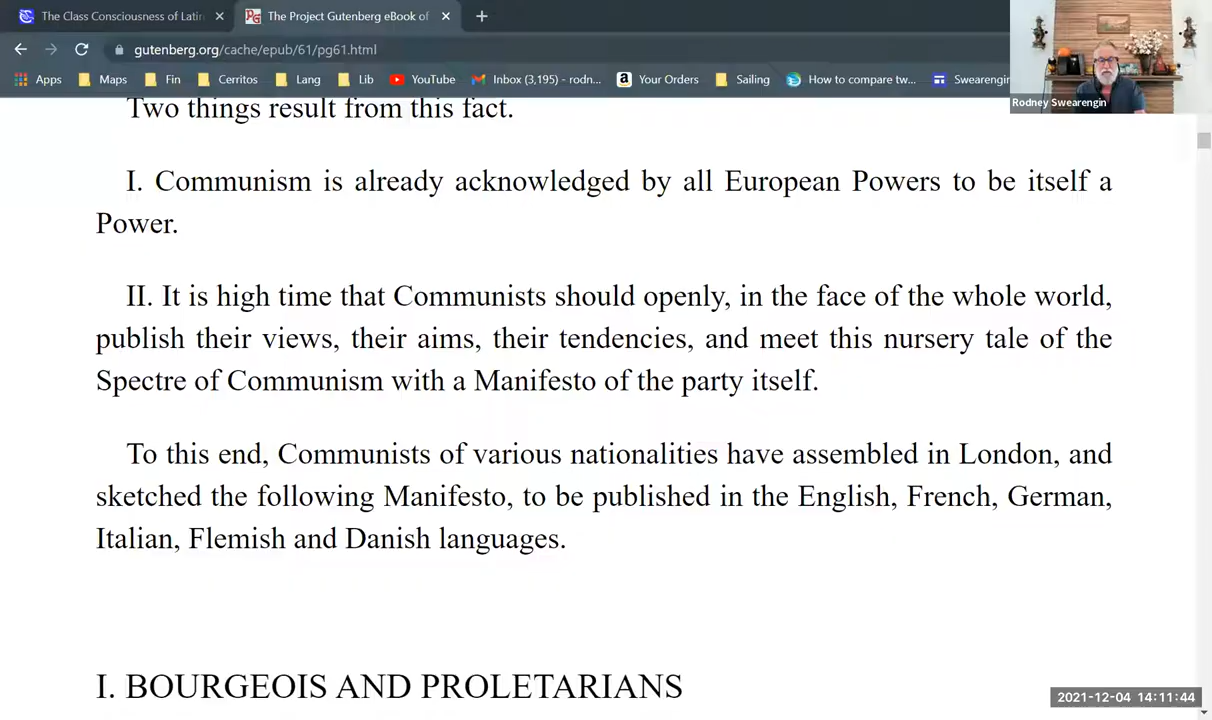 The Class Consciousness of Latin
The Project Gutenberg eBook of
gutenberg.org/cache/epub/61/pg61.html
Apps Maps Fin Cerritos Lang Lib YouTube Inbox (3,195) - rodn... Your Orders Sailing How to compare tw... Swearengin
Rodney Swearengin
Two things result from this fact.
I. Communism is already acknowledged by all European Powers to be itself a
Power.
II. It is high time that Communists should openly, in the face of the whole world,
publish their views, their aims, their tendencies, and meet this nursery tale of the
Spectre of Communism with a Manifesto of the party itself.
To this end, Communists of various nationalities have assembled in London, and
sketched the following Manifesto, to be published in the English, French, German,
Italian, Flemish and Danish languages.
I. BOURGEOIS AND PROLETARIANS
2021-12-04 14:11:44